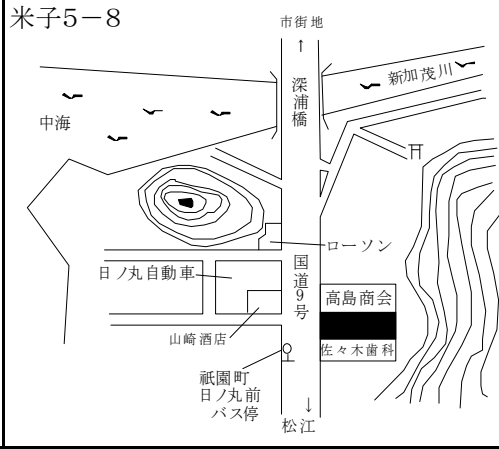 米子5-8
市街地
↑
深浦橋
新加茂川
中海
ローソン
日ノ丸自動車
国道9号
高島商会
山崎酒店
佐々木歯科
祇園町
日ノ丸前
バス停
↓
松江